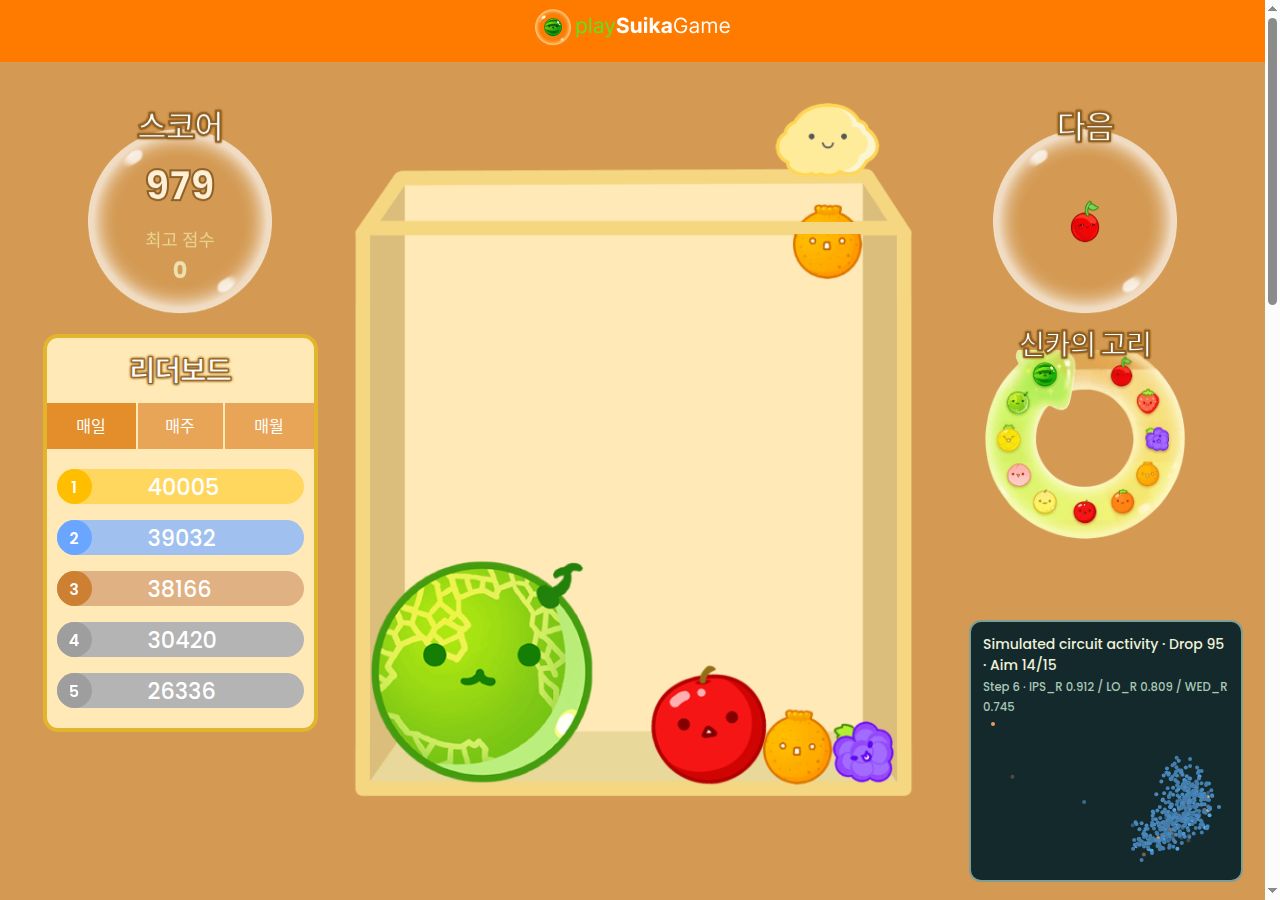 playSuikaGame
스코어
979
최고 점수
0
리더보드
매일 매주 매월
1 40005
2 39032
3 38166
4 30420
5 26336
다음
신카의 고리
Simulated circuit activity · Drop 95
· Aim 14/15
Step 6 · IPS_R 0.912 / LO_R 0.809 / WED_R
0.745